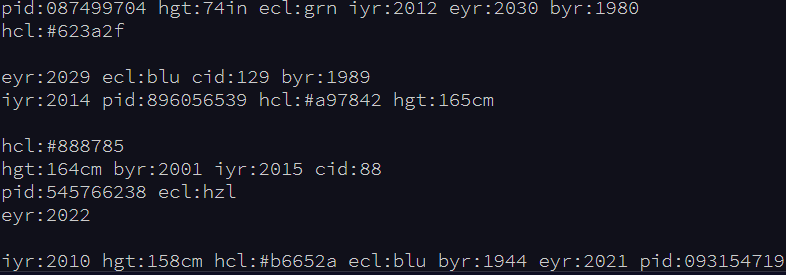 pid:087499704 hgt:74in ecl:grn iyr:2012 eyr:2030 byr:1980
hcl:#623a2f
eyr:2029 ecl:blu cid:129 byr:1989
iyr:2014 pid:896056539 hcl:#a97842 hgt:165cm
hcl:#888785
hgt:164cm byr:2001 iyr:2015 cid:88
pid:545766238 ecl:hzl
eyr:2022
iyr:2010 hgt:158cm hcl:#b6652a ecl:blu byr:1944 eyr:2021 pid:093154719